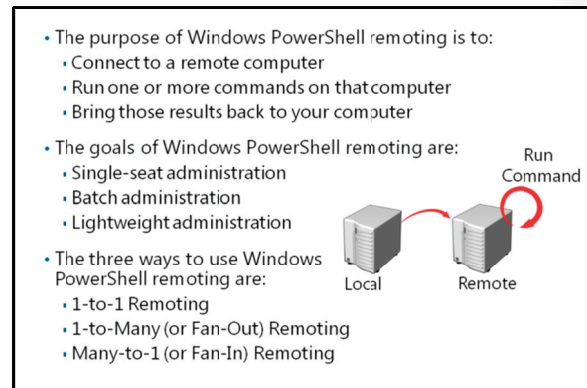 • The purpose of Windows PowerShell remoting is to:
▪ Connect to a remote computer
▪ Run one or more commands on that computer
▪ Bring those results back to your computer
• The goals of Windows PowerShell remoting are:
▪ Single-seat administration
▪ Batch administration
▪ Lightweight administration
• The three ways to use Windows
PowerShell remoting are:
▪ 1-to-1 Remoting
▪ 1-to-Many (or Fan-Out) Remoting
▪ Many-to-1 (or Fan-In) Remoting
Run
Command
Local
Remote